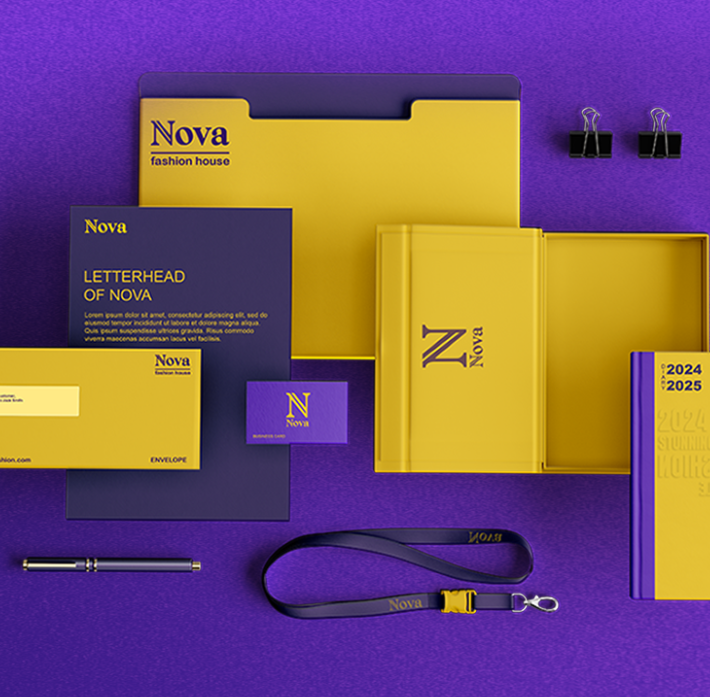 Nova
fashion house
Nova
LETTERHEAD
OF NOVA
Lorem ipsum dolor sit amet, consectetur adipiscing elit, sed do
eiusmod tempor incididunt ut labore et dolore magna aliqua.
Quis ipsum suspendisse ultrices gravida. Risus commodo
viverra maecenas accumsan lacus vel facilisis.
Nova
fashion house
shion.com
ENVELOPE
N
Nova
BUSINESS CARD
N
Nova
2024
2025
2024
STUNNING
Nova
Nova